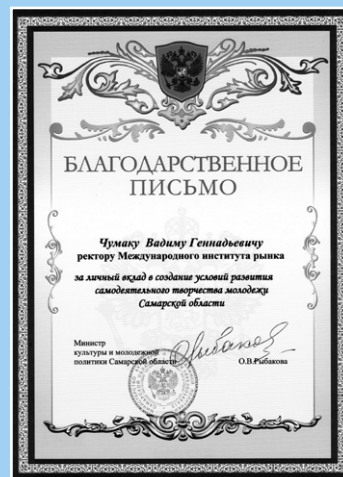 БЛАГОДАРСТВЕННОЕ
ПИСЬМО
Чумаку Вадиму Геннадьевичу
ректору Международного института рынка
за личный вклад в создание условий развития
самодеятельного творчества молодежи
Самарской области
Министр
культуры и молодежной
политики Самарской области
О.В.Рыбакова